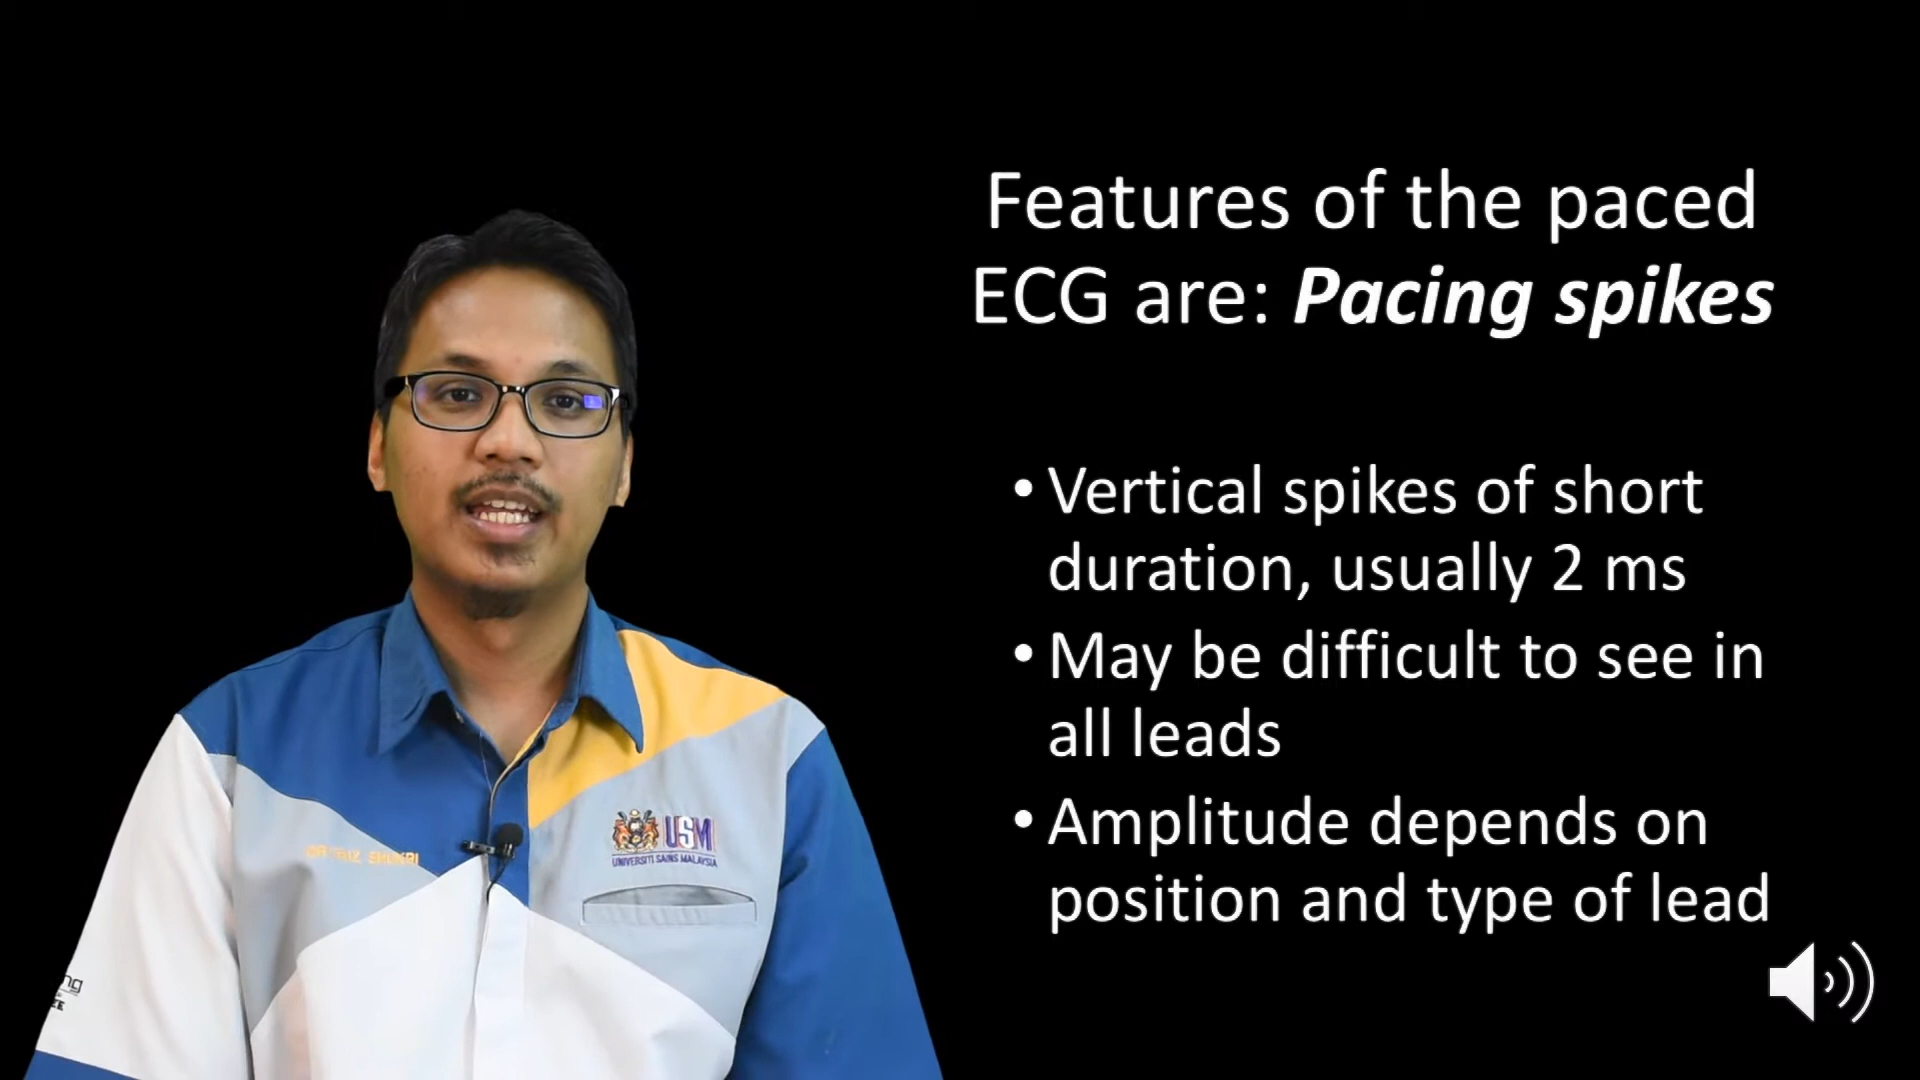 Features of the paced
ECG are: Pacing spikes
• Vertical spikes of short
duration, usually 2 ms
• May be difficult to see in
all leads
• Amplitude depends on
position and type of lead
USM
UNIVERSITI SAINS MALAYSIA